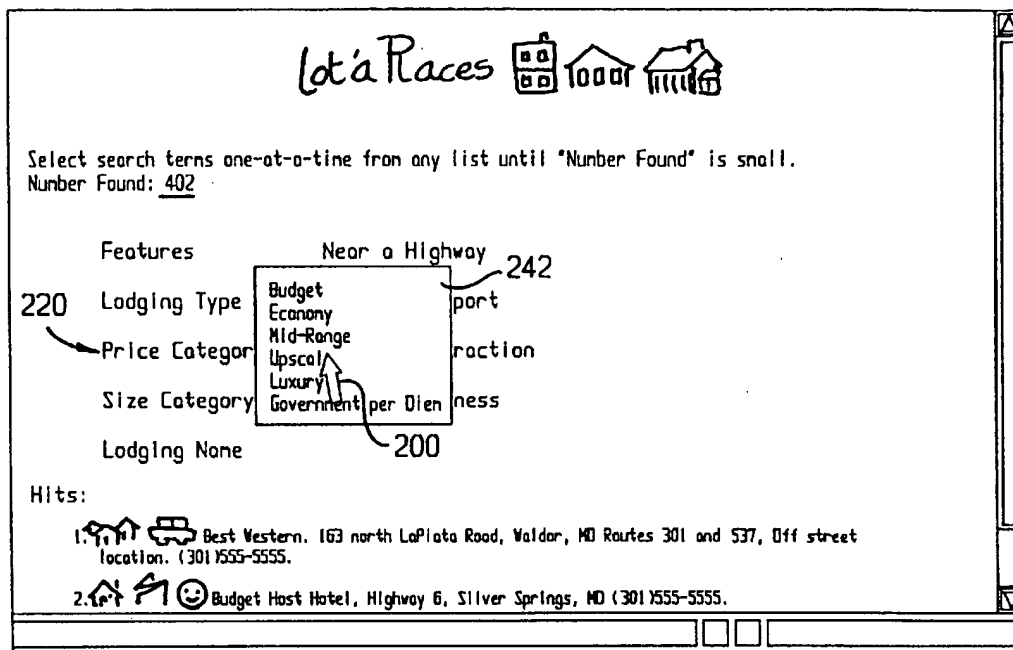 Lot'a Places
Select search terms one-at-a-time from any list until "Number Found" is small.
Number Found: 402
Features Near a Highway
242
220 Lodging Type Budget port
Economy
Price Categor Mid-Range raction
Upscal
Size Category Luxury ness
Government per Diem
Lodging Name 200
Hits:
1. Best Western. 163 north LaPlata Road, Waldor, MD Routes 301 and 537, Off street
location. (301)555-5555.
2. Budget Host Hotel, Highway 6, Silver Springs, MD (301)555-5555.